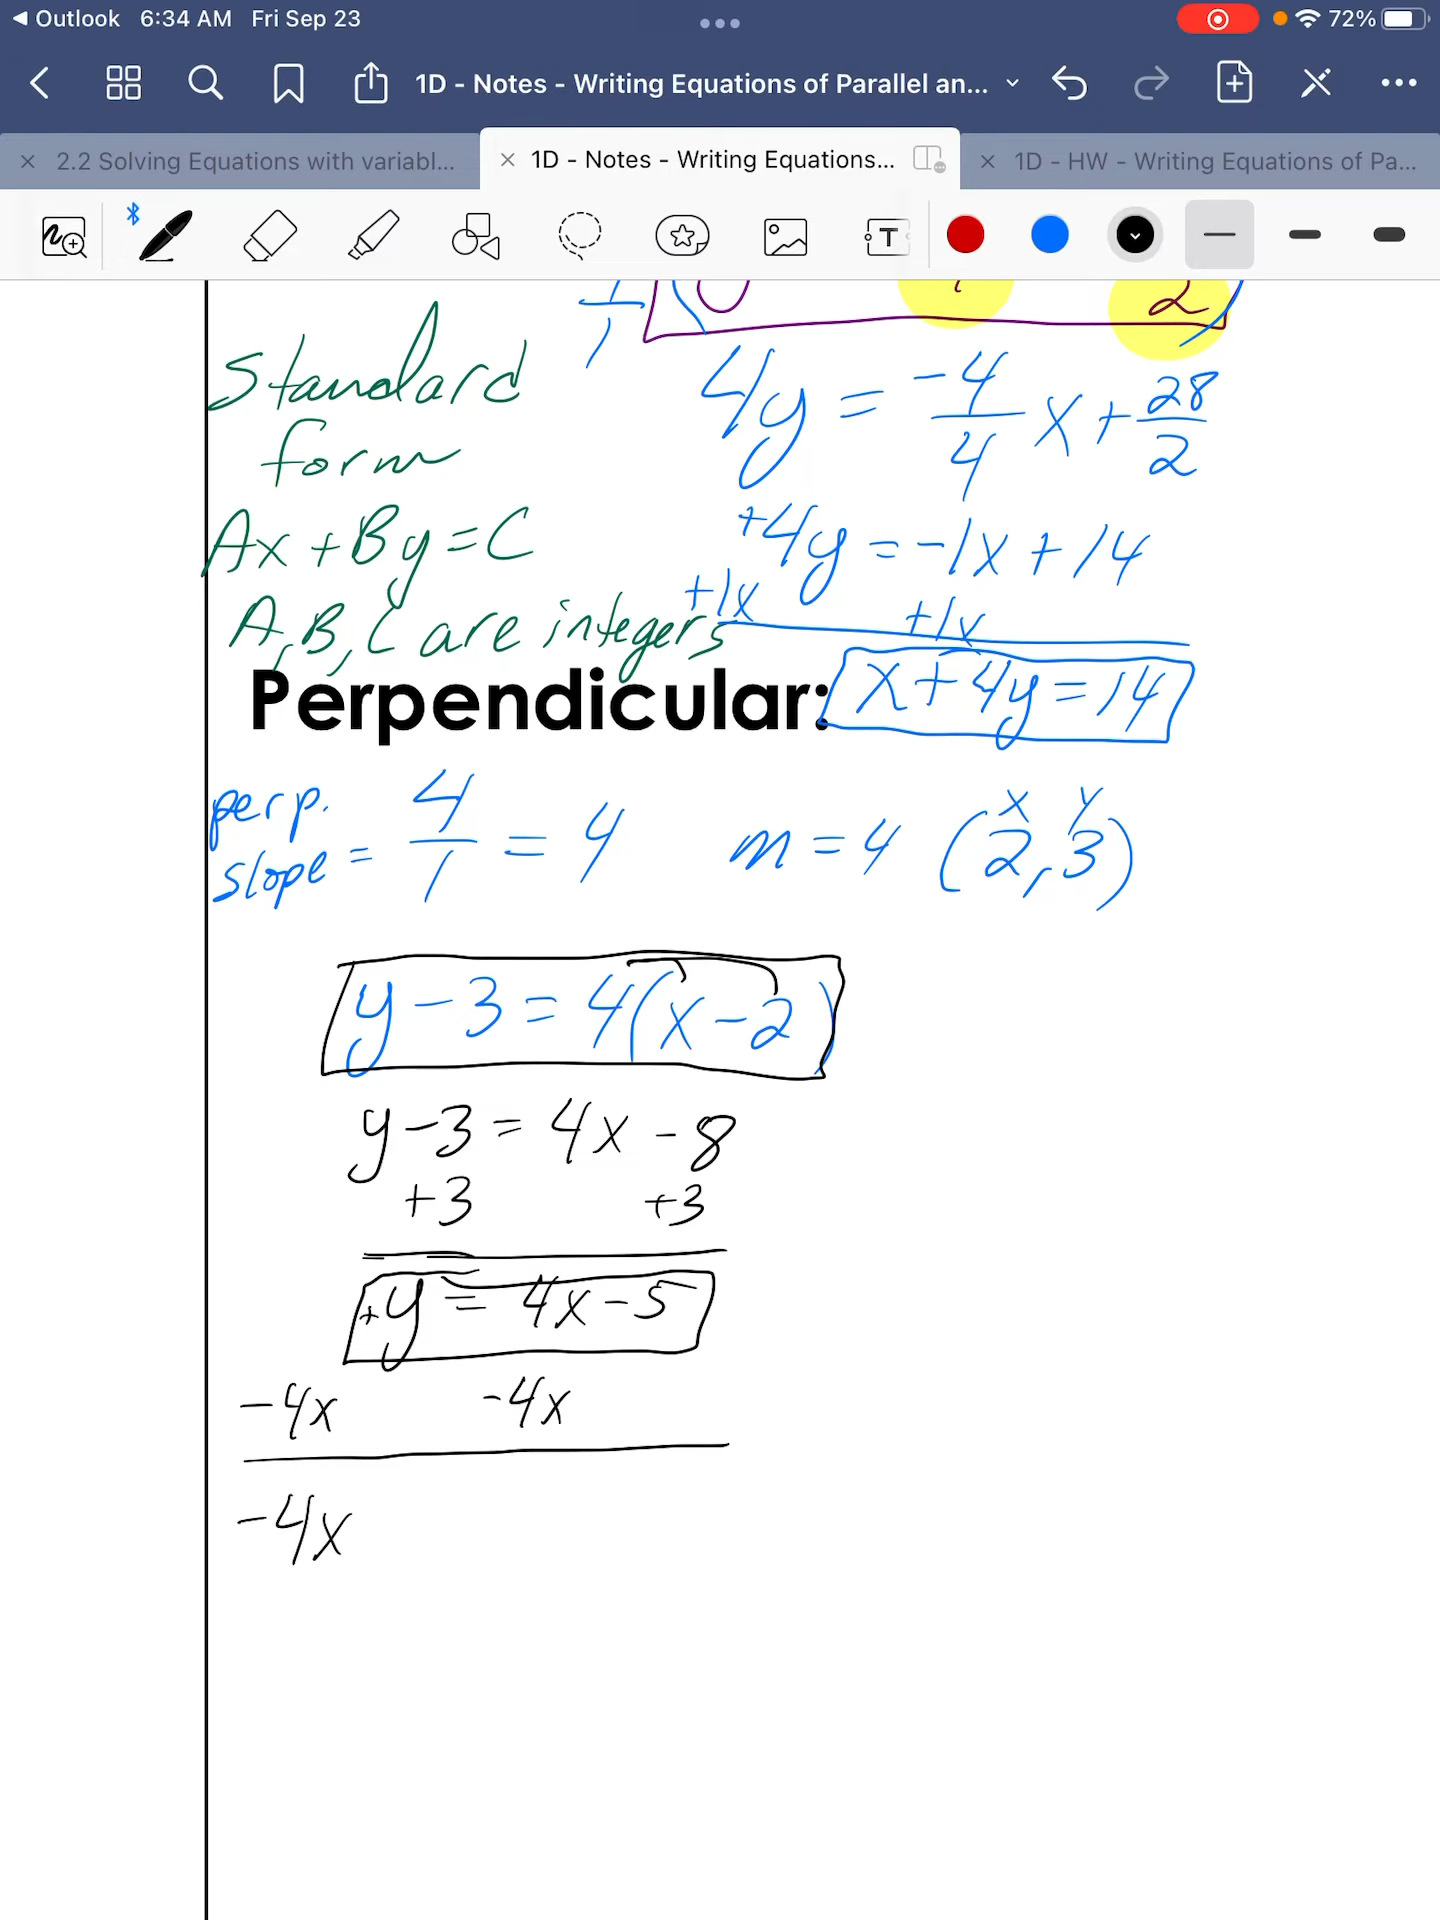 ◀ Outlook 6:34 AM Fri Sep 23 72%
1D - Notes - Writing Equations of Parallel an...
× 2.2 Solving Equations with variabl... × 1D - Notes - Writing Equations... × 1D - HW - Writing Equations of Pa...
T
2
Standard
form
4y = -4/4 x + 28/2
Ax + By = C
+4y = -1x + 14
+1x +1x
A, B, C are integers
Perpendicular:
x + 4y = 14
perp. slope = 4/1 = 4
x y
m = 4 (2, 3)
y - 3 = 4(x - 2)
y - 3 = 4x - 8
+3 +3
+y = 4x - 5
-4x -4x
-4x